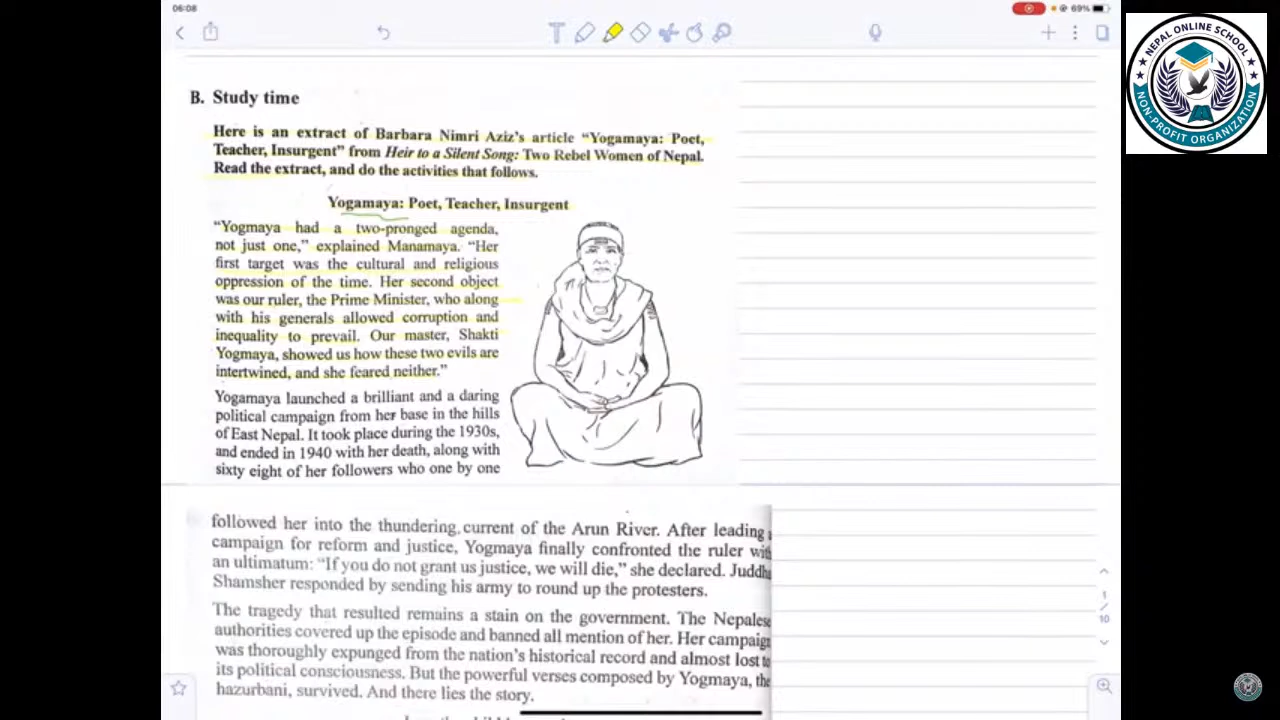 06:08
69%
NEPAL ONLINE SCHOOL
NON-PROFIT ORGANIZATION
B. Study time
Here is an extract of Barbara Nimri Aziz's article "Yogamaya: Poet,
Teacher, Insurgent" from Heir to a Silent Song: Two Rebel Women of Nepal.
Read the extract, and do the activities that follows.
Yogamaya: Poet, Teacher, Insurgent
"Yogmaya had a two-pronged agenda,
not just one," explained Manamaya. "Her
first target was the cultural and religious
oppression of the time. Her second object
was our ruler, the Prime Minister, who along
with his generals allowed corruption and
inequality to prevail. Our master, Shakti
Yogmaya, showed us how these two evils are
intertwined, and she feared neither."
Yogamaya launched a brilliant and a daring
political campaign from her base in the hills
of East Nepal. It took place during the 1930s,
and ended in 1940 with her death, along with
sixty eight of her followers who one by one
followed her into the thundering current of the Arun River. After leading
campaign for reform and justice, Yogmaya finally confronted the ruler with
an ultimatum: "If you do not grant us justice, we will die," she declared. Juddha
Shamsher responded by sending his army to round up the protesters.
The tragedy that resulted remains a stain on the government. The Nepalese
authorities covered up the episode and banned all mention of her. Her campaign
was thoroughly expunged from the nation's historical record and almost lost to
its political consciousness. But the powerful verses composed by Yogmaya, the
hazurbani, survived. And there lies the story.
1
/
10